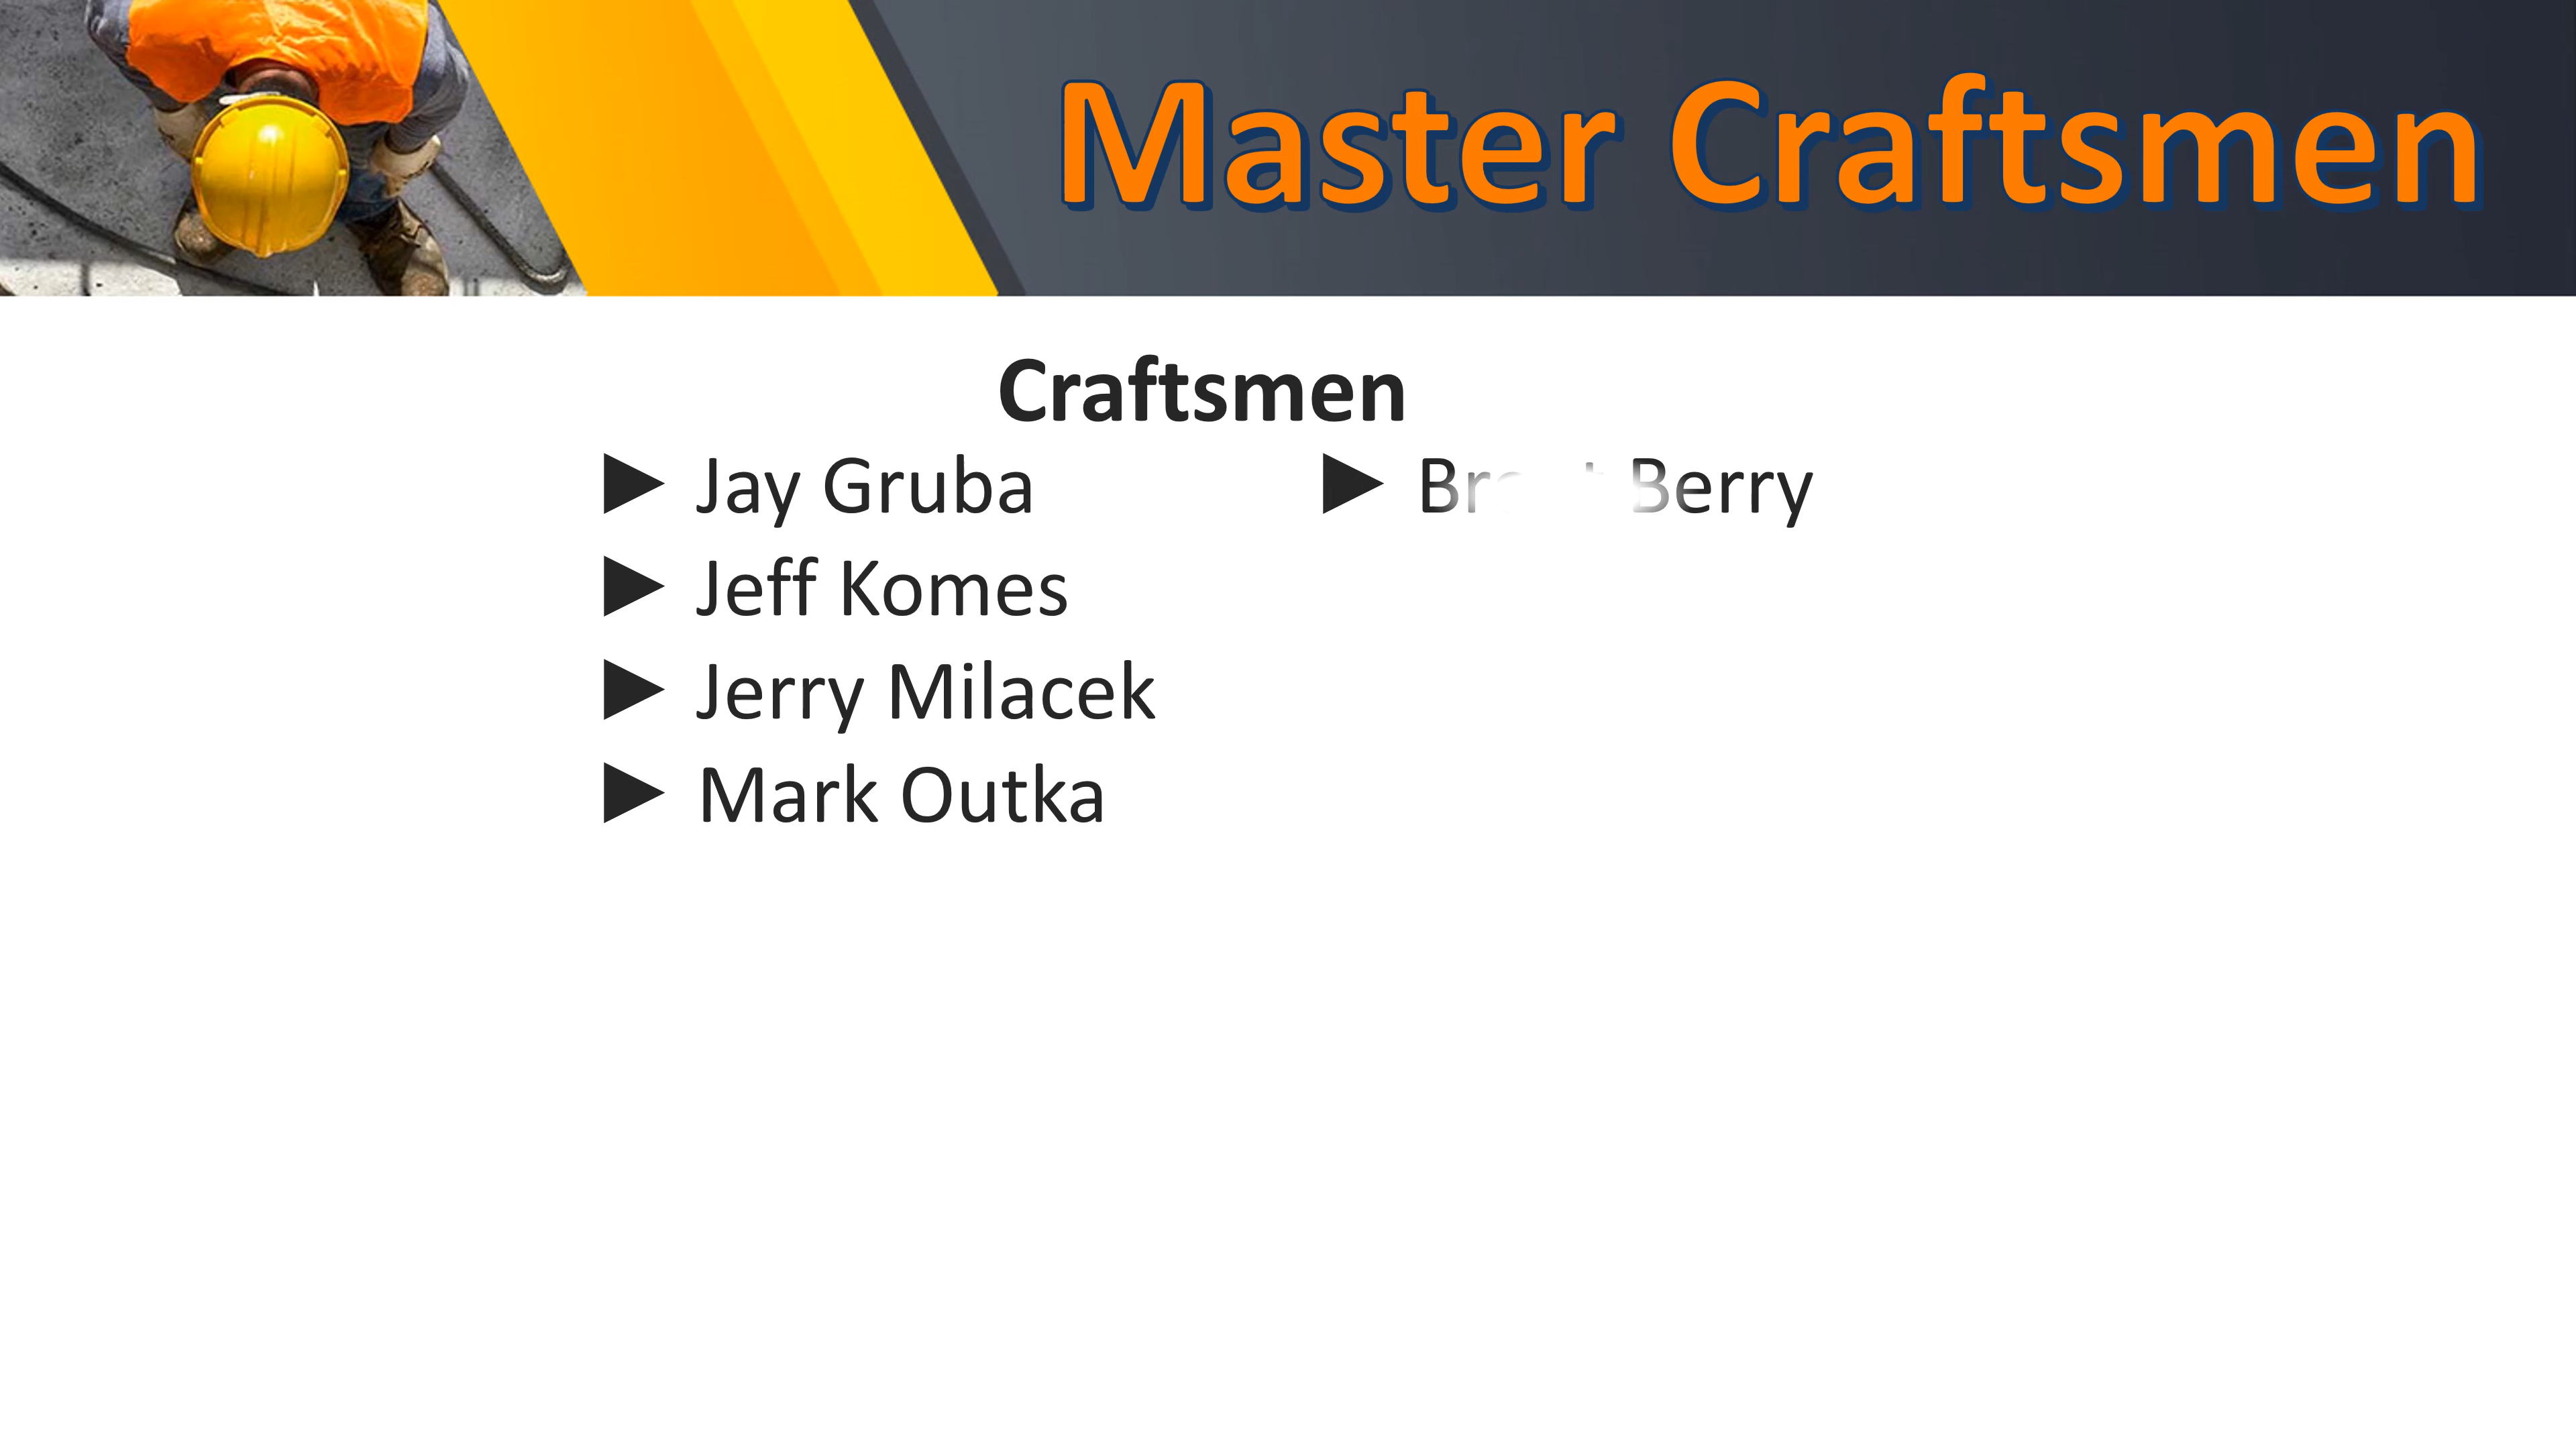 Master Craftsmen
Craftsmen
Jay Gruba
Jeff Komes
Jerry Milacek
Mark Outka
Berry